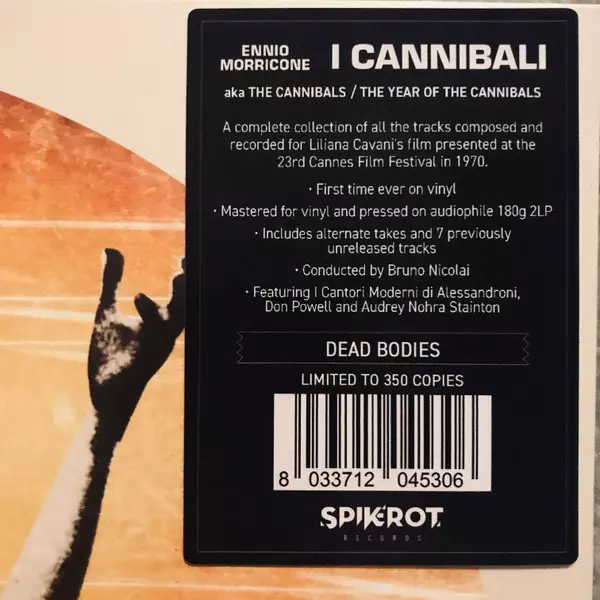 ENNIO
MORRICONE I CANNIBALI
aka THE CANNIBALS / THE YEAR OF THE CANNIBALS
A complete collection of all the tracks composed and
recorded for Liliana Cavani's film presented at the
23rd Cannes Film Festival in 1970.
· First time ever on vinyl
· Mastered for vinyl and pressed on audiophile 180g 2LP
· Includes alternate takes and 7 previously
unreleased tracks
· Conducted by Bruno Nicolai
· Featuring I Cantori Moderni di Alessandroni,
Don Powell and Audrey Nohra Stainton
DEAD BODIES
LIMITED TO 350 COPIES
8 033712 045306
SPIKEROT
RECORDS